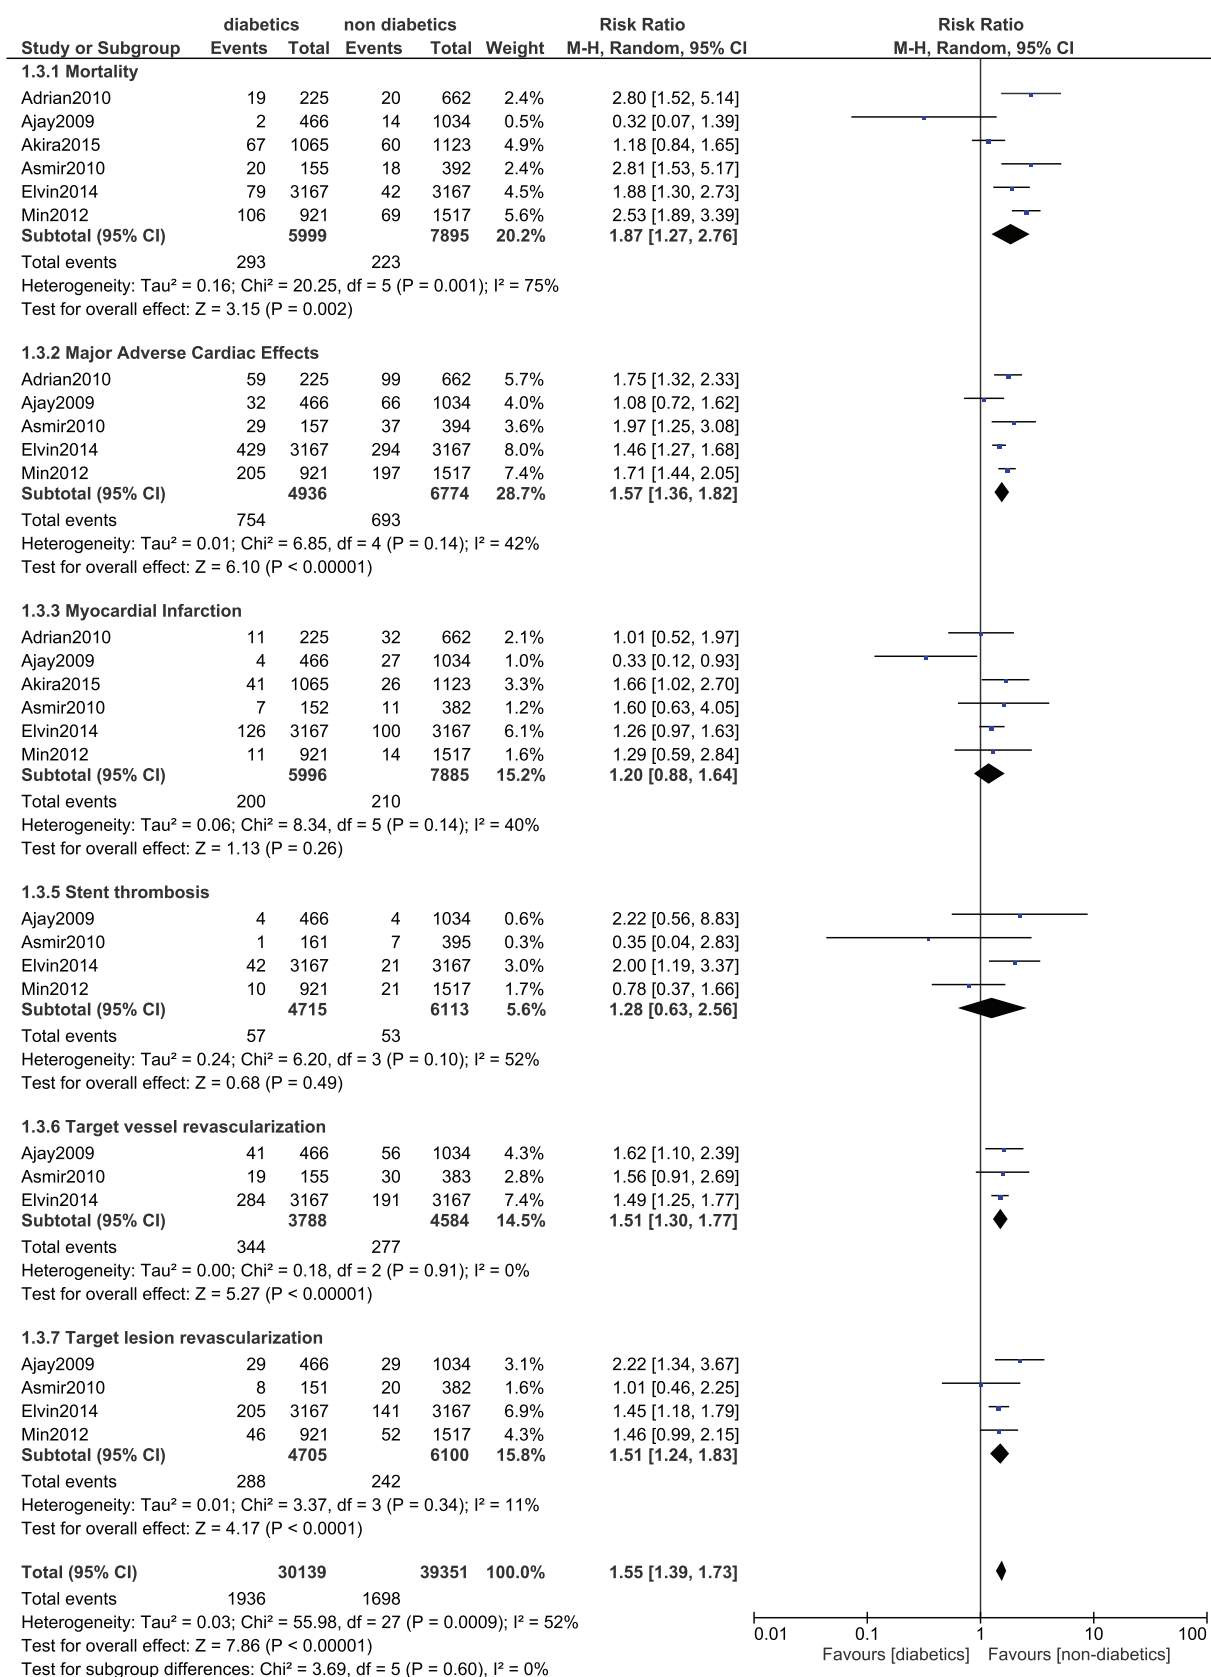 diabetics non diabetics Risk Ratio Risk Ratio
Study or Subgroup Events Total Events Total Weight M-H, Random, 95% CI M-H, Random, 95% CI
1.3.1 Mortality
Adrian2010 19 225 20 662 2.4% 2.80 [1.52, 5.14]
Ajay2009 2 466 14 1034 0.5% 0.32 [0.07, 1.39]
Akira2015 67 1065 60 1123 4.9% 1.18 [0.84, 1.65]
Asmir2010 20 155 18 392 2.4% 2.81 [1.53, 5.17]
Elvin2014 79 3167 42 3167 4.5% 1.88 [1.30, 2.73]
Min2012 106 921 69 1517 5.6% 2.53 [1.89, 3.39]
Subtotal (95% CI) 5999 7895 20.2% 1.87 [1.27, 2.76]
Total events 293 223
Heterogeneity: Tau² = 0.16; Chi² = 20.25, df = 5 (P = 0.001); I² = 75%
Test for overall effect: Z = 3.15 (P = 0.002)
1.3.2 Major Adverse Cardiac Effects
Adrian2010 59 225 99 662 5.7% 1.75 [1.32, 2.33]
Ajay2009 32 466 66 1034 4.0% 1.08 [0.72, 1.62]
Asmir2010 29 157 37 394 3.6% 1.97 [1.25, 3.08]
Elvin2014 429 3167 294 3167 8.0% 1.46 [1.27, 1.68]
Min2012 205 921 197 1517 7.4% 1.71 [1.44, 2.05]
Subtotal (95% CI) 4936 6774 28.7% 1.57 [1.36, 1.82]
Total events 754 693
Heterogeneity: Tau² = 0.01; Chi² = 6.85, df = 4 (P = 0.14); I² = 42%
Test for overall effect: Z = 6.10 (P < 0.00001)
1.3.3 Myocardial Infarction
Adrian2010 11 225 32 662 2.1% 1.01 [0.52, 1.97]
Ajay2009 4 466 27 1034 1.0% 0.33 [0.12, 0.93]
Akira2015 41 1065 26 1123 3.3% 1.66 [1.02, 2.70]
Asmir2010 7 152 11 382 1.2% 1.60 [0.63, 4.05]
Elvin2014 126 3167 100 3167 6.1% 1.26 [0.97, 1.63]
Min2012 11 921 14 1517 1.6% 1.29 [0.59, 2.84]
Subtotal (95% CI) 5996 7885 15.2% 1.20 [0.88, 1.64]
Total events 200 210
Heterogeneity: Tau² = 0.06; Chi² = 8.34, df = 5 (P = 0.14); I² = 40%
Test for overall effect: Z = 1.13 (P = 0.26)
1.3.5 Stent thrombosis
Ajay2009 4 466 4 1034 0.6% 2.22 [0.56, 8.83]
Asmir2010 1 161 7 395 0.3% 0.35 [0.04, 2.83]
Elvin2014 42 3167 21 3167 3.0% 2.00 [1.19, 3.37]
Min2012 10 921 21 1517 1.7% 0.78 [0.37, 1.66]
Subtotal (95% CI) 4715 6113 5.6% 1.28 [0.63, 2.56]
Total events 57 53
Heterogeneity: Tau² = 0.24; Chi² = 6.20, df = 3 (P = 0.10); I² = 52%
Test for overall effect: Z = 0.68 (P = 0.49)
1.3.6 Target vessel revascularization
Ajay2009 41 466 56 1034 4.3% 1.62 [1.10, 2.39]
Asmir2010 19 155 30 383 2.8% 1.56 [0.91, 2.69]
Elvin2014 284 3167 191 3167 7.4% 1.49 [1.25, 1.77]
Subtotal (95% CI) 3788 4584 14.5% 1.51 [1.30, 1.77]
Total events 344 277
Heterogeneity: Tau² = 0.00; Chi² = 0.18, df = 2 (P = 0.91); I² = 0%
Test for overall effect: Z = 5.27 (P < 0.00001)
1.3.7 Target lesion revascularization
Ajay2009 29 466 29 1034 3.1% 2.22 [1.34, 3.67]
Asmir2010 8 151 20 382 1.6% 1.01 [0.46, 2.25]
Elvin2014 205 3167 141 3167 6.9% 1.45 [1.18, 1.79]
Min2012 46 921 52 1517 4.3% 1.46 [0.99, 2.15]
Subtotal (95% CI) 4705 6100 15.8% 1.51 [1.24, 1.83]
Total events 288 242
Heterogeneity: Tau² = 0.01; Chi² = 3.37, df = 3 (P = 0.34); I² = 11%
Test for overall effect: Z = 4.17 (P < 0.0001)
Total (95% CI) 30139 39351 100.0% 1.55 [1.39, 1.73]
Total events 1936 1698
Heterogeneity: Tau² = 0.03; Chi² = 55.98, df = 27 (P = 0.0009); I² = 52%
0.01 0.1 1 10 100
Test for overall effect: Z = 7.86 (P < 0.00001)
Favours [diabetics] Favours [non-diabetics]
Test for subgroup differences: Chi² = 3.69, df = 5 (P = 0.60), I² = 0%